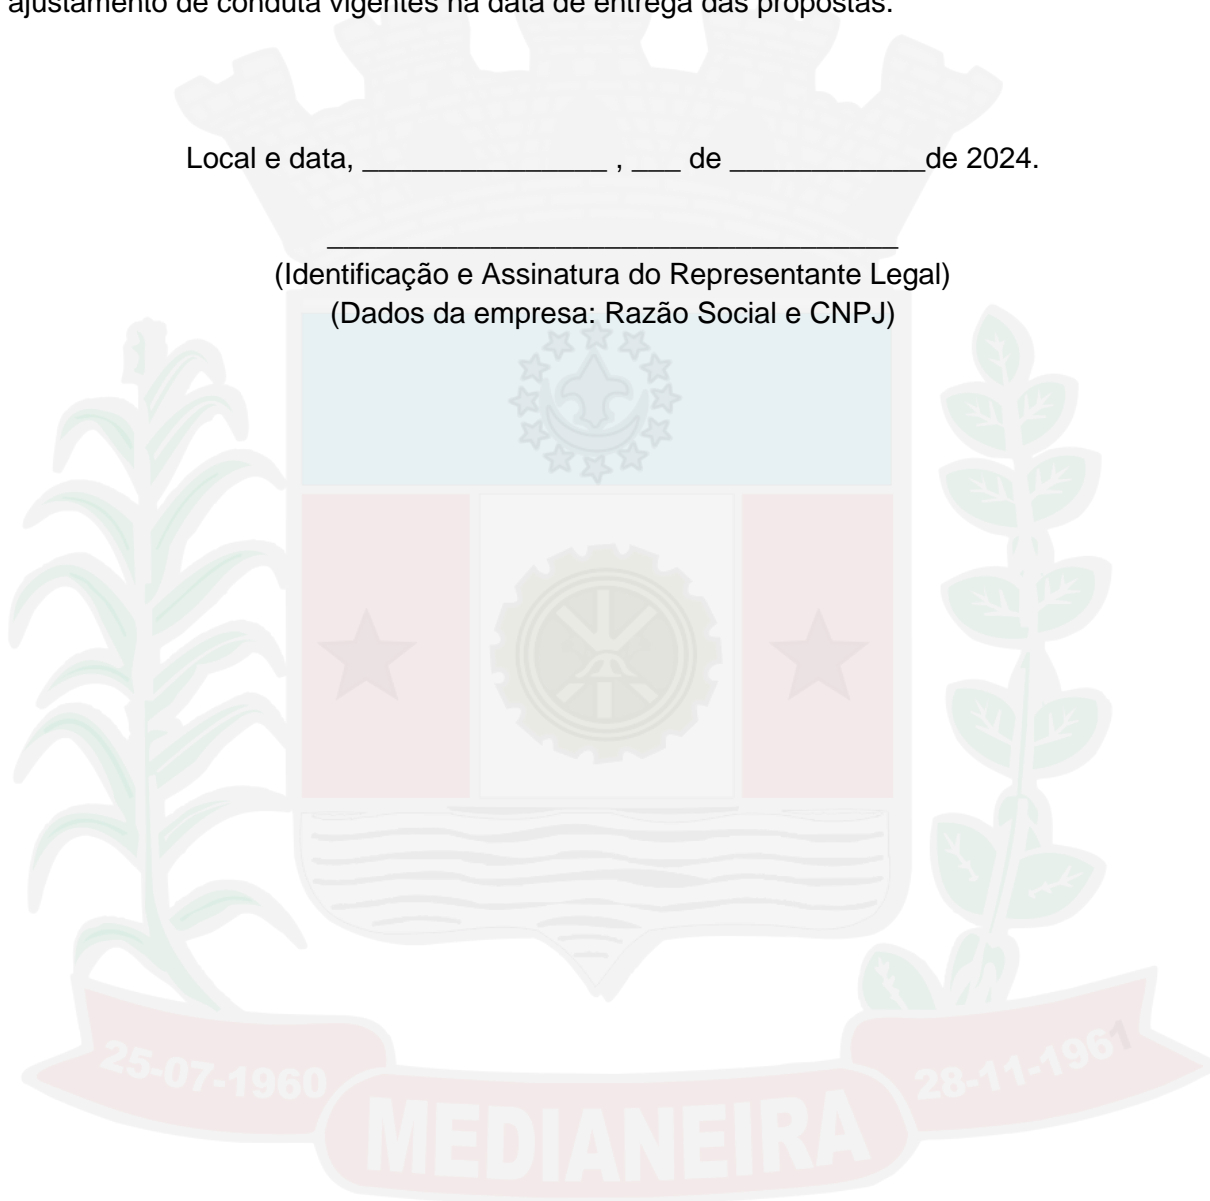 ajustamento de conduta vigentes na data de entrega das propostas.
Local e data, _______________ , ___ de ____________de 2024.
___________________________________
(Identificação e Assinatura do Representante Legal)
(Dados da empresa: Razão Social e CNPJ)
25-07-1960
28-11-1961
MEDIANEIRA